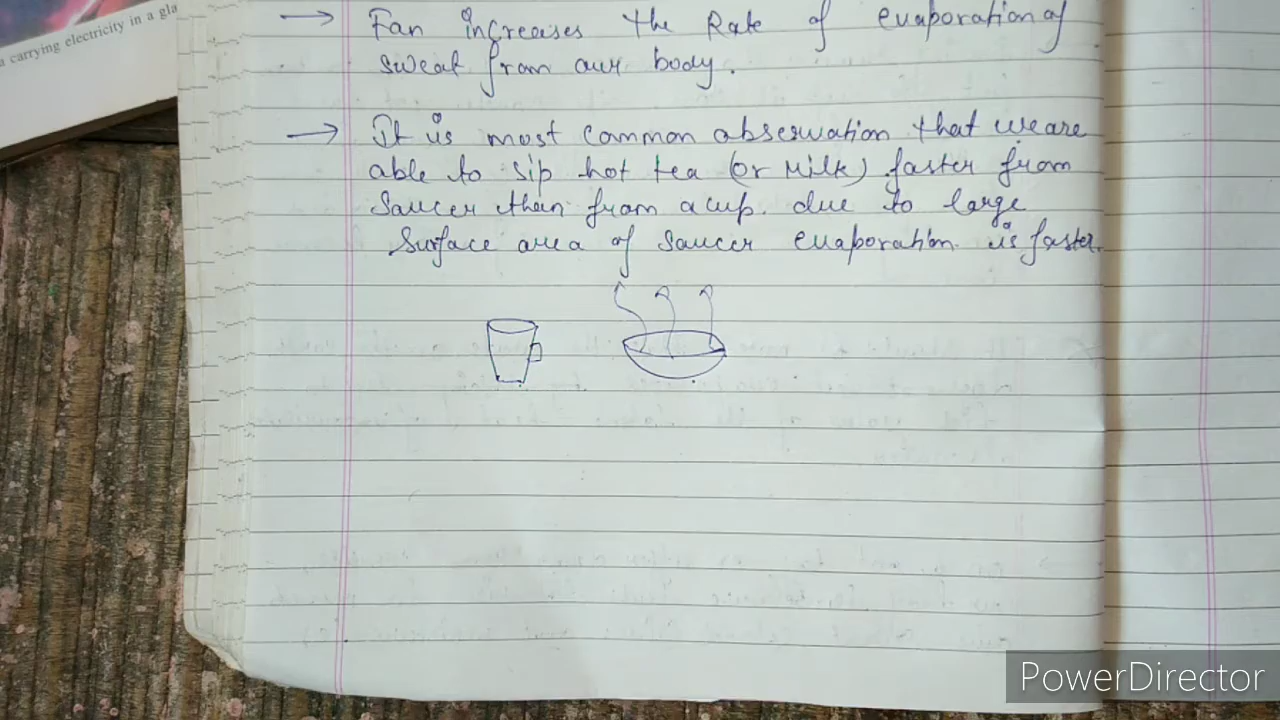 a carrying electricity in a gla
→ Fan increases the Rate of evaporation of
sweat from our body.
→ It is most common observation that we are
able to sip hot tea (or Milk) faster from
Saucer than from a cup. due to large
Surface area of Saucer evaporation is faster.
PowerDirector